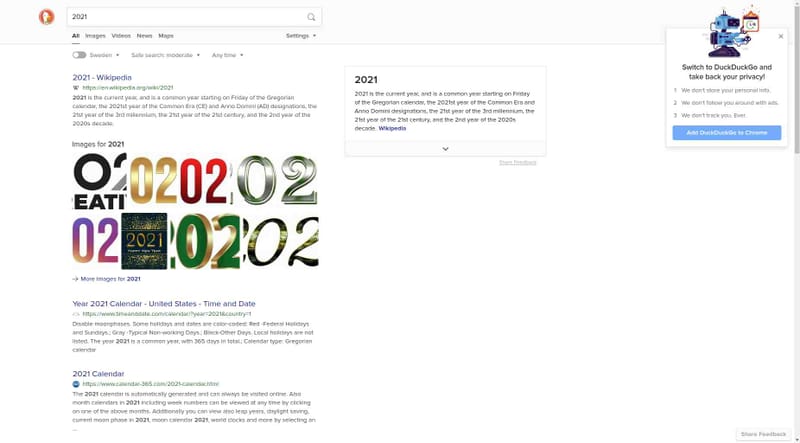 2021
All Images Videos News Maps Settings
Sweden Safe search: moderate Any time
2021 - Wikipedia
https://en.wikipedia.org/wiki/2021
2021 is the current year, and is a common year starting on Friday of the Gregorian
calendar, the 2021st year of the Common Era (CE) and Anno Domini (AD) designations, the
21st year of the 3rd millennium, the 21st year of the 21st century, and the 2nd year of the
2020s decade.
Images for 2021
02
EATI
02
02
02
02
2021
02
02
02
More Images for 2021
Year 2021 Calendar - United States - Time and Date
https://www.timeanddate.com/calendar/?year=2021&country=1
Disable moonphases. Some holidays and dates are color-coded: Red -Federal Holidays
and Sundays.; Gray -Typical Non-working Days.; Black-Other Days. Local holidays are not
listed. The year 2021 is a common year, with 365 days in total.; Calendar type: Gregorian
calendar
2021 Calendar
https://www.calendar-365.com/2021-calendar.html
The 2021 calendar is automatically generated and can always be visited online. Also
month calendars in 2021 including week numbers can be viewed at any time by clicking
on one of the above months. Additionally you can view also leap years, daylight saving,
current moon phase in 2021, moon calendar 2021, world clocks and more by selecting an
...
2021
2021 is the current year, and is a common year starting on Friday
of the Gregorian calendar, the 2021st year of the Common Era and
Anno Domini designations, the 21st year of the 3rd millennium, the
21st year of the 21st century, and the 2nd year of the 2020s
decade. Wikipedia
Share Feedback
Switch to DuckDuckGo and
take back your privacy!
1 We don't store your personal info.
2 We don't follow you around with ads.
3 We don't track you. Ever.
Add DuckDuckGo to Chrome
Share Feedback